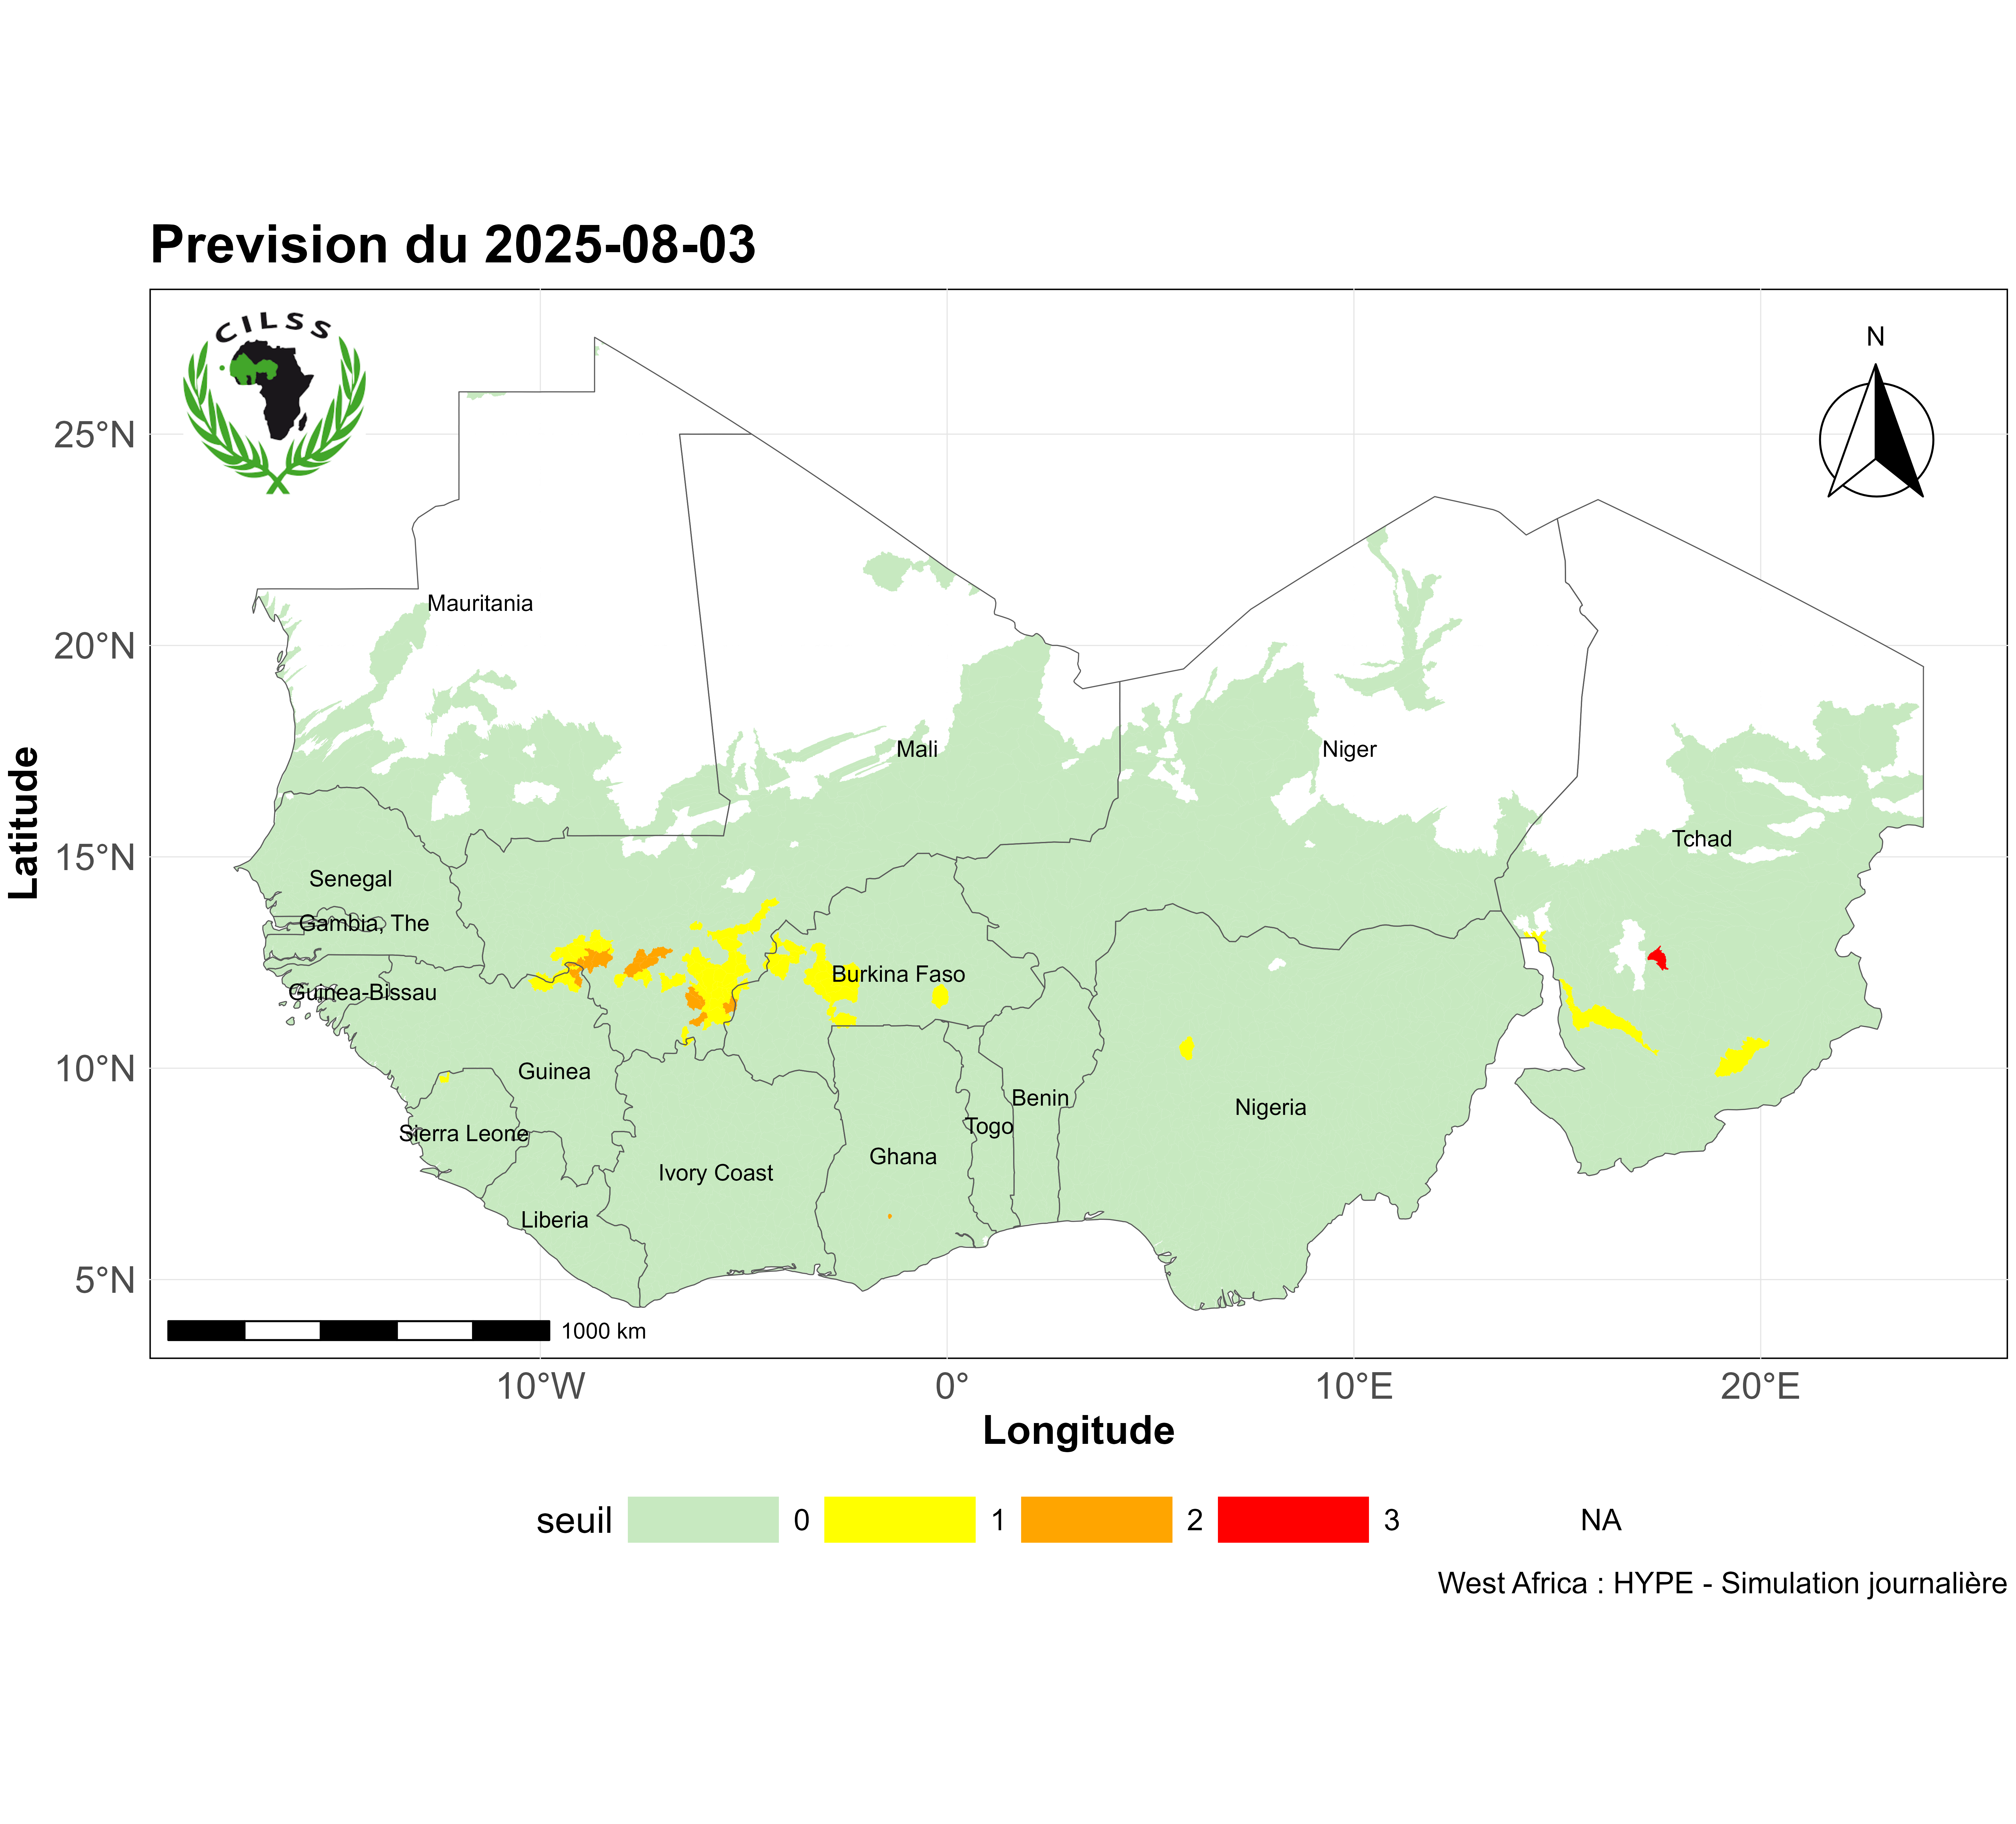 Prevision du 2025-08-03
CILSS
N
25°N
20°N
15°N
10°N
5°N
Latitude
Mauritania
Mali
Niger
Tchad
Senegal
Gambia, The
Burkina Faso
Guinea-Bissau
Guinea
Benin
Nigeria
Togo
Sierra Leone
Ghana
Ivory Coast
Liberia
1000 km
10°W 0° 10°E 20°E
Longitude
seuil 0 1 2 3 NA
West Africa : HYPE - Simulation journalière